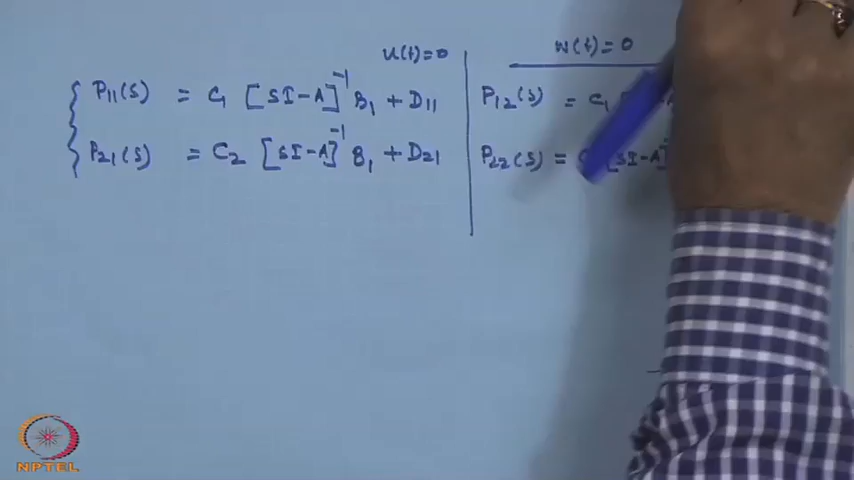 u(t)=0
w(t)=0
P11(s) = C1 [SI-A]^-1 B1 + D11
P12(s) = C1
P21(s) = C2 [SI-A]^-1 B1 + D21
P22(s) = [SI-A]
NPTEL